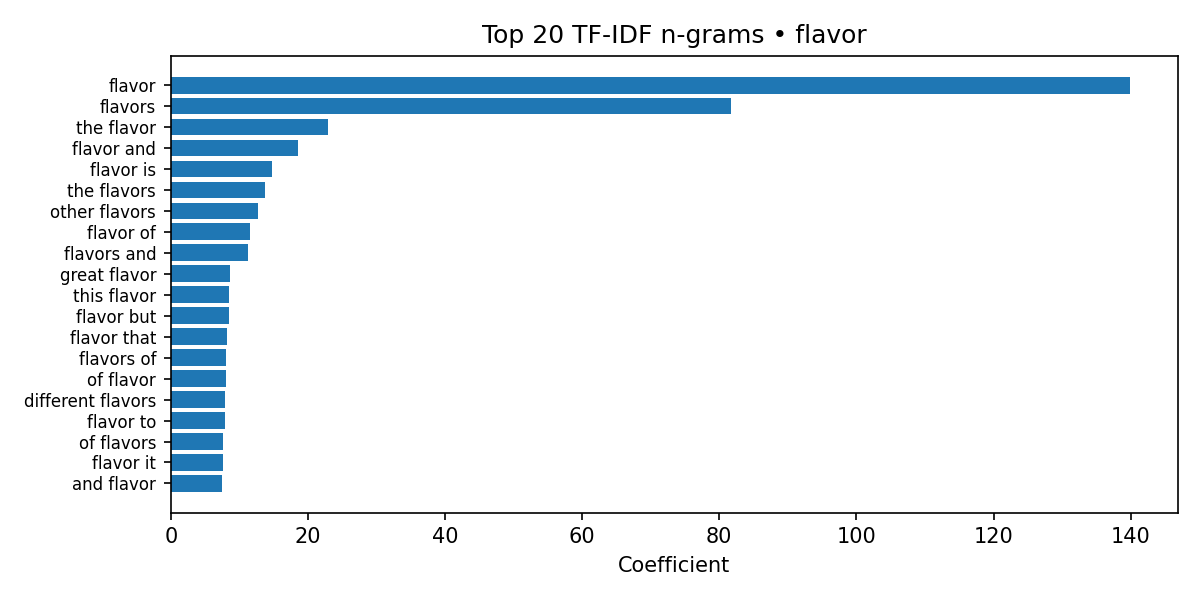 Top 20 TF-IDF n-grams • flavor
flavor
flavors
the flavor
flavor and
flavor is
the flavors
other flavors
flavor of
flavors and
great flavor
this flavor
flavor but
flavor that
flavors of
of flavor
different flavors
flavor to
of flavors
flavor it
and flavor
0 20 40 60 80 100 120 140
Coefficient